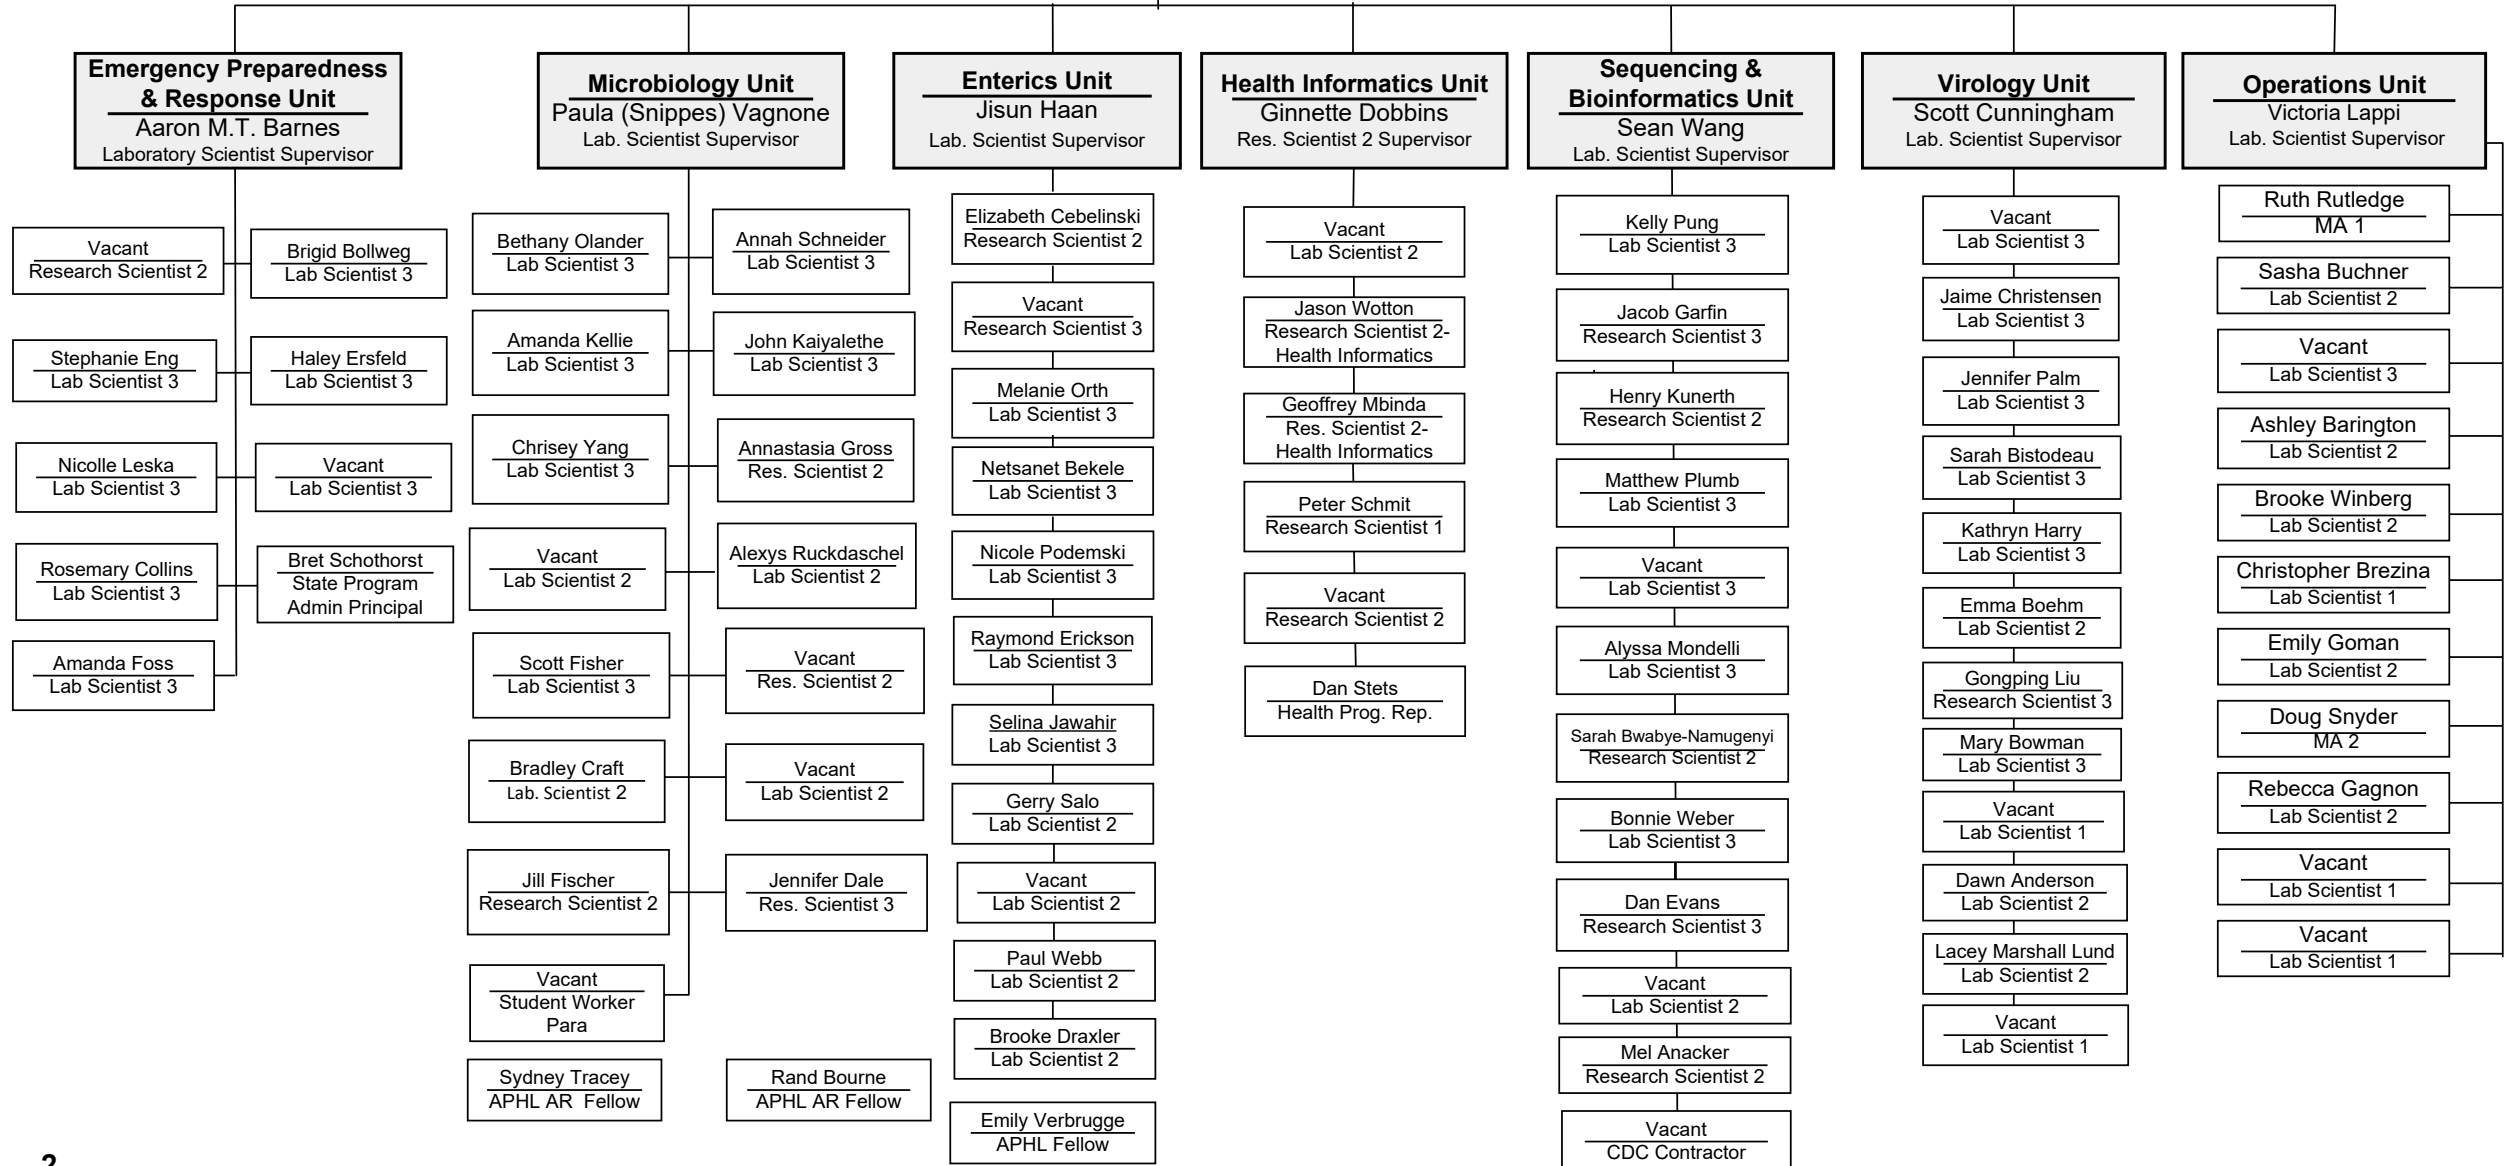 Emergency Preparedness
& Response Unit
Aaron M.T. Barnes
Laboratory Scientist Supervisor
Vacant
Research Scientist 2
Brigid Bollweg
Lab Scientist 3
Stephanie Eng
Lab Scientist 3
Haley Ersfeld
Lab Scientist 3
Nicolle Leska
Lab Scientist 3
Vacant
Lab Scientist 3
Rosemary Collins
Lab Scientist 3
Bret Schothorst
State Program
Admin Principal
Amanda Foss
Lab Scientist 3
Microbiology Unit
Paula (Snippes) Vagnone
Lab. Scientist Supervisor
Bethany Olander
Lab Scientist 3
Annah Schneider
Lab Scientist 3
Amanda Kellie
Lab Scientist 3
John Kaiyalethe
Lab Scientist 3
Chrisey Yang
Lab Scientist 3
Annastasia Gross
Res. Scientist 2
Vacant
Lab Scientist 2
Alexys Ruckdaschel
Lab Scientist 2
Scott Fisher
Lab Scientist 3
Vacant
Res. Scientist 2
Bradley Craft
Lab. Scientist 2
Vacant
Lab Scientist 2
Jill Fischer
Research Scientist 2
Jennifer Dale
Res. Scientist 3
Vacant
Student Worker
Para
Sydney Tracey
APHL AR Fellow
Rand Bourne
APHL AR Fellow
Enterics Unit
Jisun Haan
Lab. Scientist Supervisor
Elizabeth Cebelinski
Research Scientist 2
Vacant
Research Scientist 3
Melanie Orth
Lab Scientist 3
Netsanet Bekele
Lab Scientist 3
Nicole Podemski
Lab Scientist 3
Raymond Erickson
Lab Scientist 3
Selina Jawahir
Lab Scientist 3
Gerry Salo
Lab Scientist 2
Vacant
Lab Scientist 2
Paul Webb
Lab Scientist 2
Brooke Draxler
Lab Scientist 2
Emily Verbrugge
APHL Fellow
Health Informatics Unit
Ginnette Dobbins
Res. Scientist 2 Supervisor
Vacant
Lab Scientist 2
Jason Wotton
Research Scientist 2-
Health Informatics
Geoffrey Mbinda
Res. Scientist 2-
Health Informatics
Peter Schmit
Research Scientist 1
Vacant
Research Scientist 2
Dan Stets
Health Prog. Rep.
Sequencing &
Bioinformatics Unit
Sean Wang
Lab. Scientist Supervisor
Kelly Pung
Lab Scientist 3
Jacob Garfin
Research Scientist 3
Henry Kunerth
Research Scientist 2
Matthew Plumb
Lab Scientist 3
Vacant
Lab Scientist 3
Alyssa Mondelli
Lab Scientist 3
Sarah Bwabye-Namugenyi
Research Scientist 2
Bonnie Weber
Lab Scientist 3
Dan Evans
Research Scientist 3
Vacant
Lab Scientist 2
Mel Anacker
Research Scientist 2
Vacant
CDC Contractor
Virology Unit
Scott Cunningham
Lab. Scientist Supervisor
Vacant
Lab Scientist 3
Jaime Christensen
Lab Scientist 3
Jennifer Palm
Lab Scientist 3
Sarah Bistodeau
Lab Scientist 3
Kathryn Harry
Lab Scientist 3
Emma Boehm
Lab Scientist 2
Gongping Liu
Research Scientist 3
Mary Bowman
Lab Scientist 3
Vacant
Lab Scientist 1
Dawn Anderson
Lab Scientist 2
Lacey Marshall Lund
Lab Scientist 2
Vacant
Lab Scientist 1
Operations Unit
Victoria Lappi
Lab. Scientist Supervisor
Ruth Rutledge
MA 1
Sasha Buchner
Lab Scientist 2
Vacant
Lab Scientist 3
Ashley Barington
Lab Scientist 2
Brooke Winberg
Lab Scientist 2
Christopher Brezina
Lab Scientist 1
Emily Goman
Lab Scientist 2
Doug Snyder
MA 2
Rebecca Gagnon
Lab Scientist 2
Vacant
Lab Scientist 1
Vacant
Lab Scientist 1
2